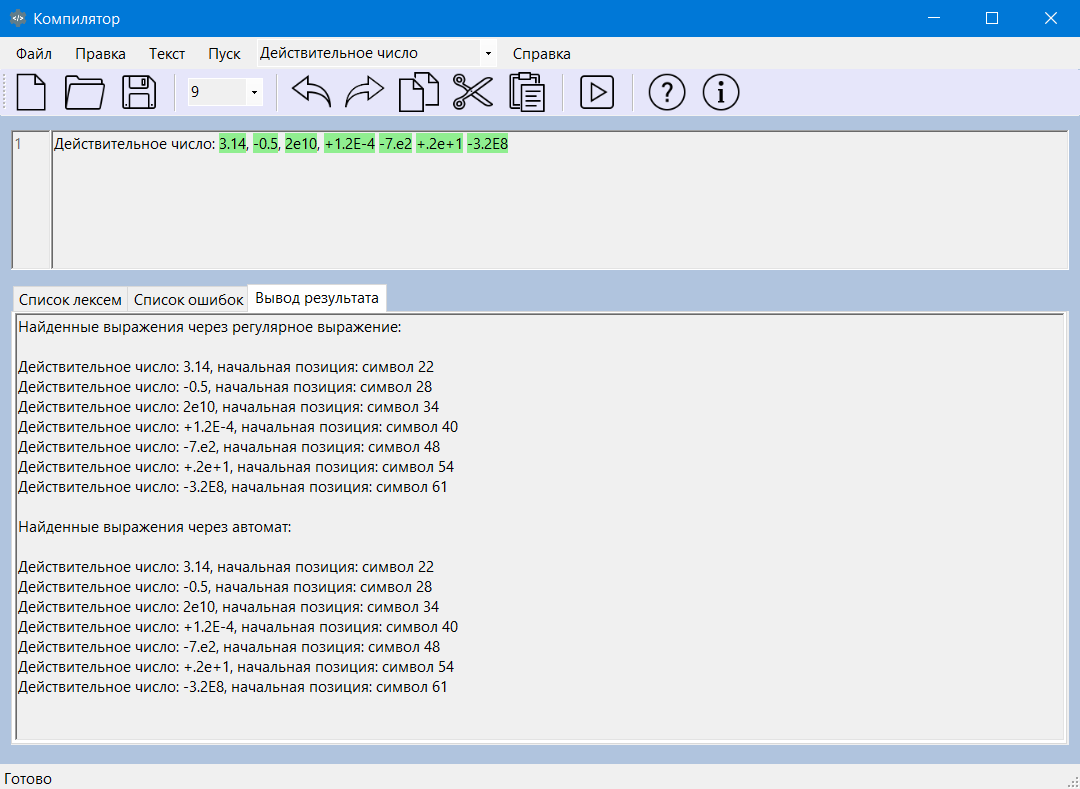 Компилятор
Файл Правка Текст Пуск Действительное число Справка
9
1 Действительное число: 3.14, -0.5, 2e10, +1.2E-4 -7.e2 +.2e+1 -3.2E8
Список лексем Список ошибок Вывод результата
Найденные выражения через регулярное выражение:
Действительное число: 3.14, начальная позиция: символ 22
Действительное число: -0.5, начальная позиция: символ 28
Действительное число: 2e10, начальная позиция: символ 34
Действительное число: +1.2E-4, начальная позиция: символ 40
Действительное число: -7.e2, начальная позиция: символ 48
Действительное число: +.2e+1, начальная позиция: символ 54
Действительное число: -3.2E8, начальная позиция: символ 61
Найденные выражения через автомат:
Действительное число: 3.14, начальная позиция: символ 22
Действительное число: -0.5, начальная позиция: символ 28
Действительное число: 2e10, начальная позиция: символ 34
Действительное число: +1.2E-4, начальная позиция: символ 40
Действительное число: -7.e2, начальная позиция: символ 48
Действительное число: +.2e+1, начальная позиция: символ 54
Действительное число: -3.2E8, начальная позиция: символ 61
Готово